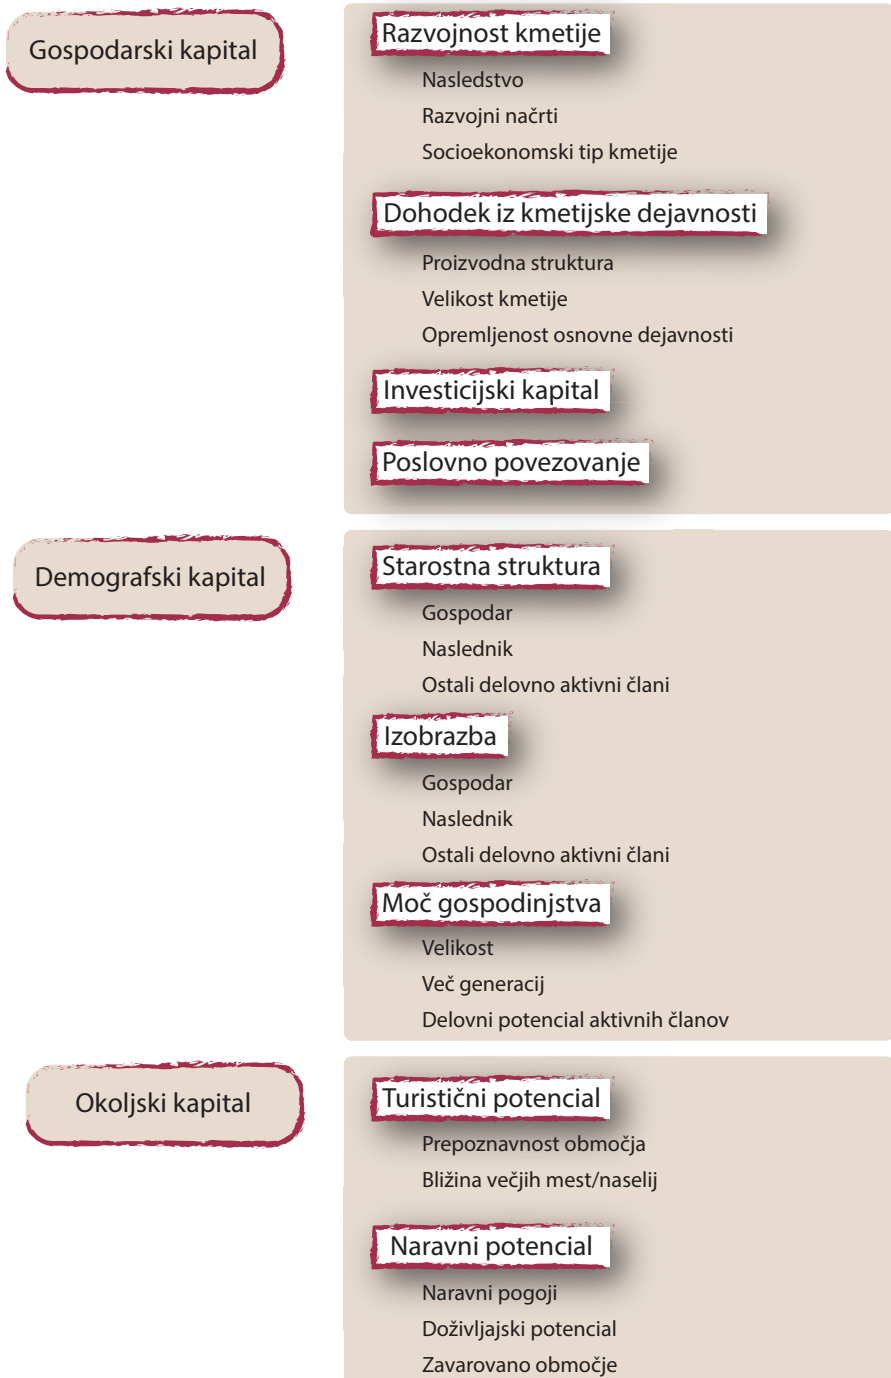 Gospodarski kapital
Razvojnost kmetije
Nasledstvo
Razvojni načrti
Socioekonomski tip kmetije
Dohodek iz kmetijske dejavnosti
Proizvodna struktura
Velikost kmetije
Opremljenost osnovne dejavnosti
Investicijski kapital
Poslovno povezovanje
Demografski kapital
Starostna struktura
Gospodar
Naslednik
Ostali delovno aktivni člani
Izobrazba
Gospodar
Naslednik
Ostali delovno aktivni člani
Moč gospodinjstva
Velikost
Več generacij
Delovni potencial aktivnih članov
Okoljski kapital
Turistični potencial
Prepoznavnost območja
Bližina večjih mest/naselij
Naravni potencial
Naravni pogoji
Doživljajski potencial
Zavarovano območje